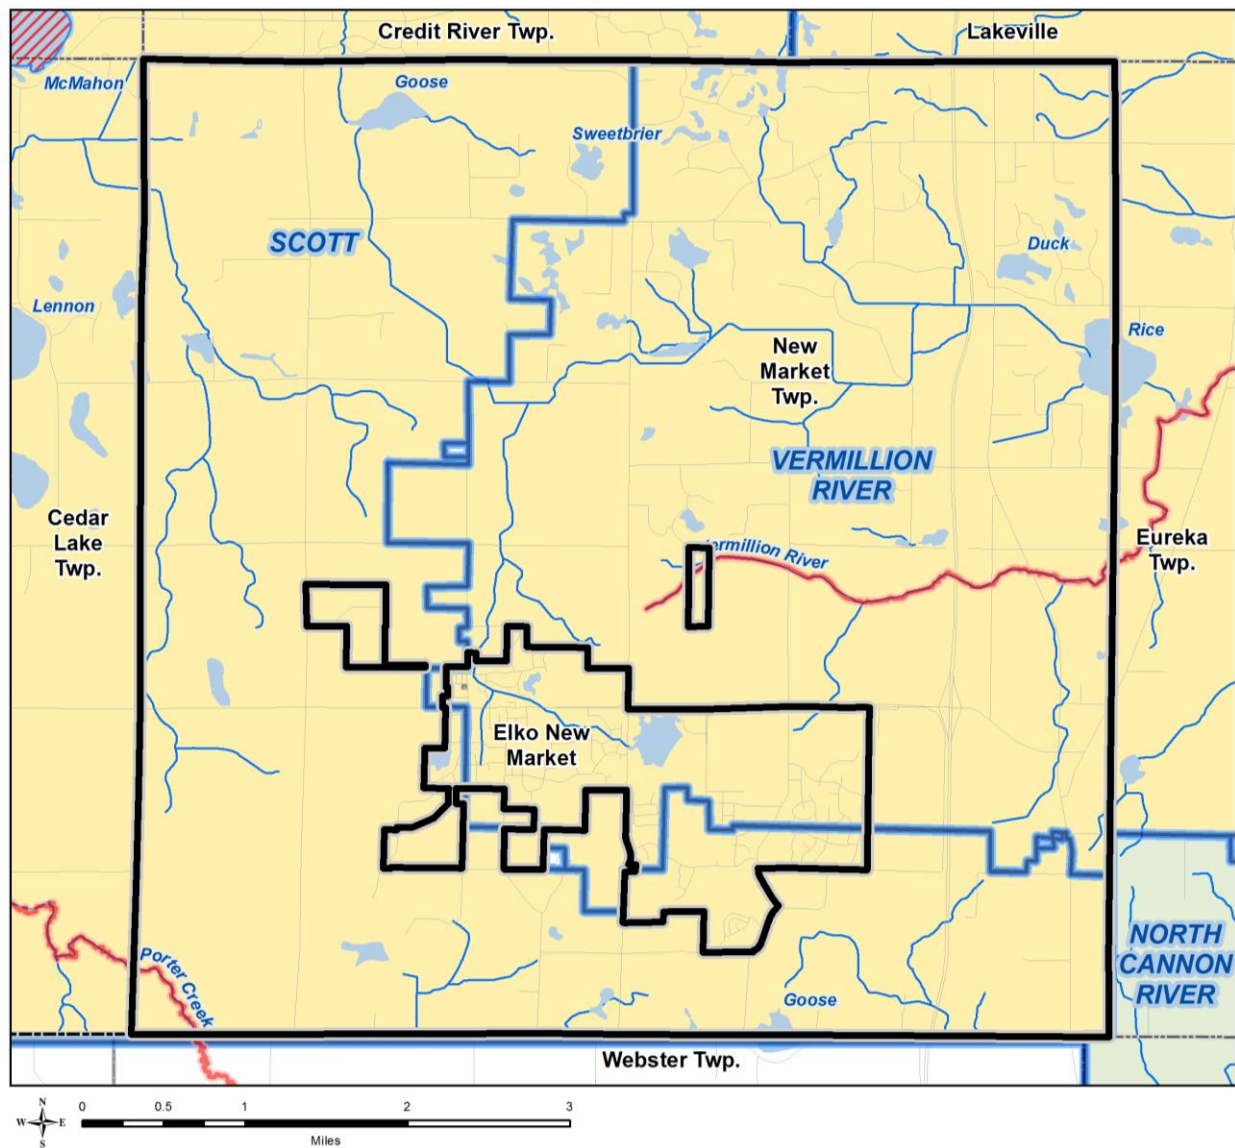 Credit River Twp.
Lakeville
McMahon
Goose
Sweetbrier
SCOTT
Duck
Lennon
Rice
New
Market
Twp.
VERMILLION
RIVER
Cedar
Lake
Twp.
Eureka
Twp.
ermillion River
Elko New
Market
Porter Creek
NORTH
CANNON
RIVER
Goose
Webster Twp.
N
W E
S
0 0.5 1 2 3
Miles